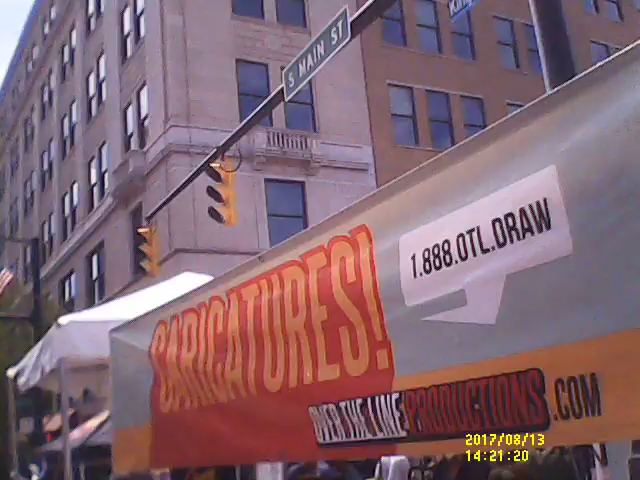 S MAIN ST
1.888.OTL.DRAW
CARICATURES!
OVER THE LINE PRODUCTIONS.COM
2017/08/13
14:21:20